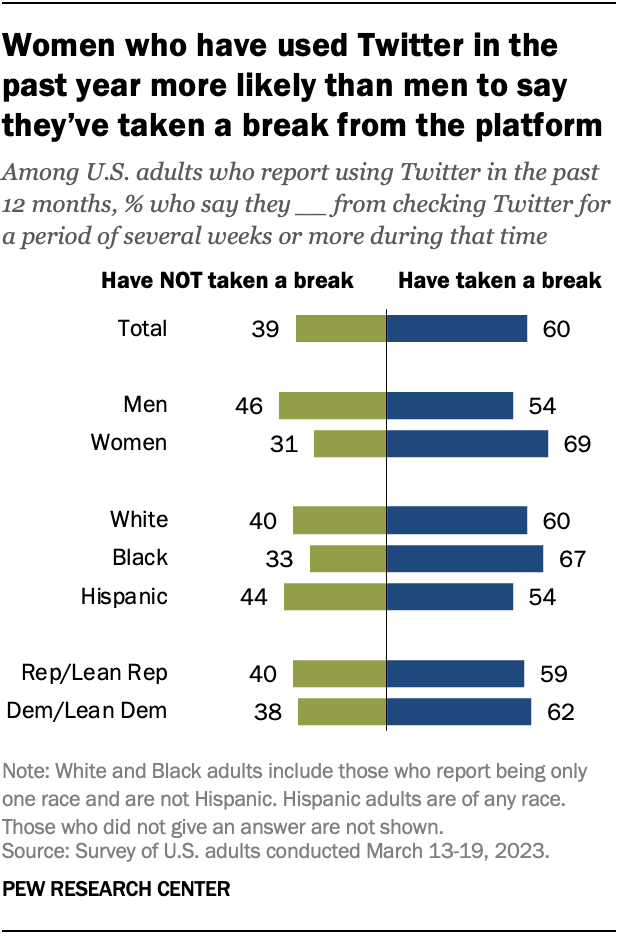 Women who have used Twitter in the
past year more likely than men to say
they’ve taken a break from the platform
Among U.S. adults who report using Twitter in the past
12 months, % who say they __ from checking Twitter for
a period of several weeks or more during that time
Have NOT taken a break Have taken a break
Total 39 60
Men 46 54
Women 31 69
White 40 60
Black 33 67
Hispanic 44 54
Rep/Lean Rep 40 59
Dem/Lean Dem 38 62
Note: White and Black adults include those who report being only
one race and are not Hispanic. Hispanic adults are of any race.
Those who did not give an answer are not shown.
Source: Survey of U.S. adults conducted March 13-19, 2023.
PEW RESEARCH CENTER